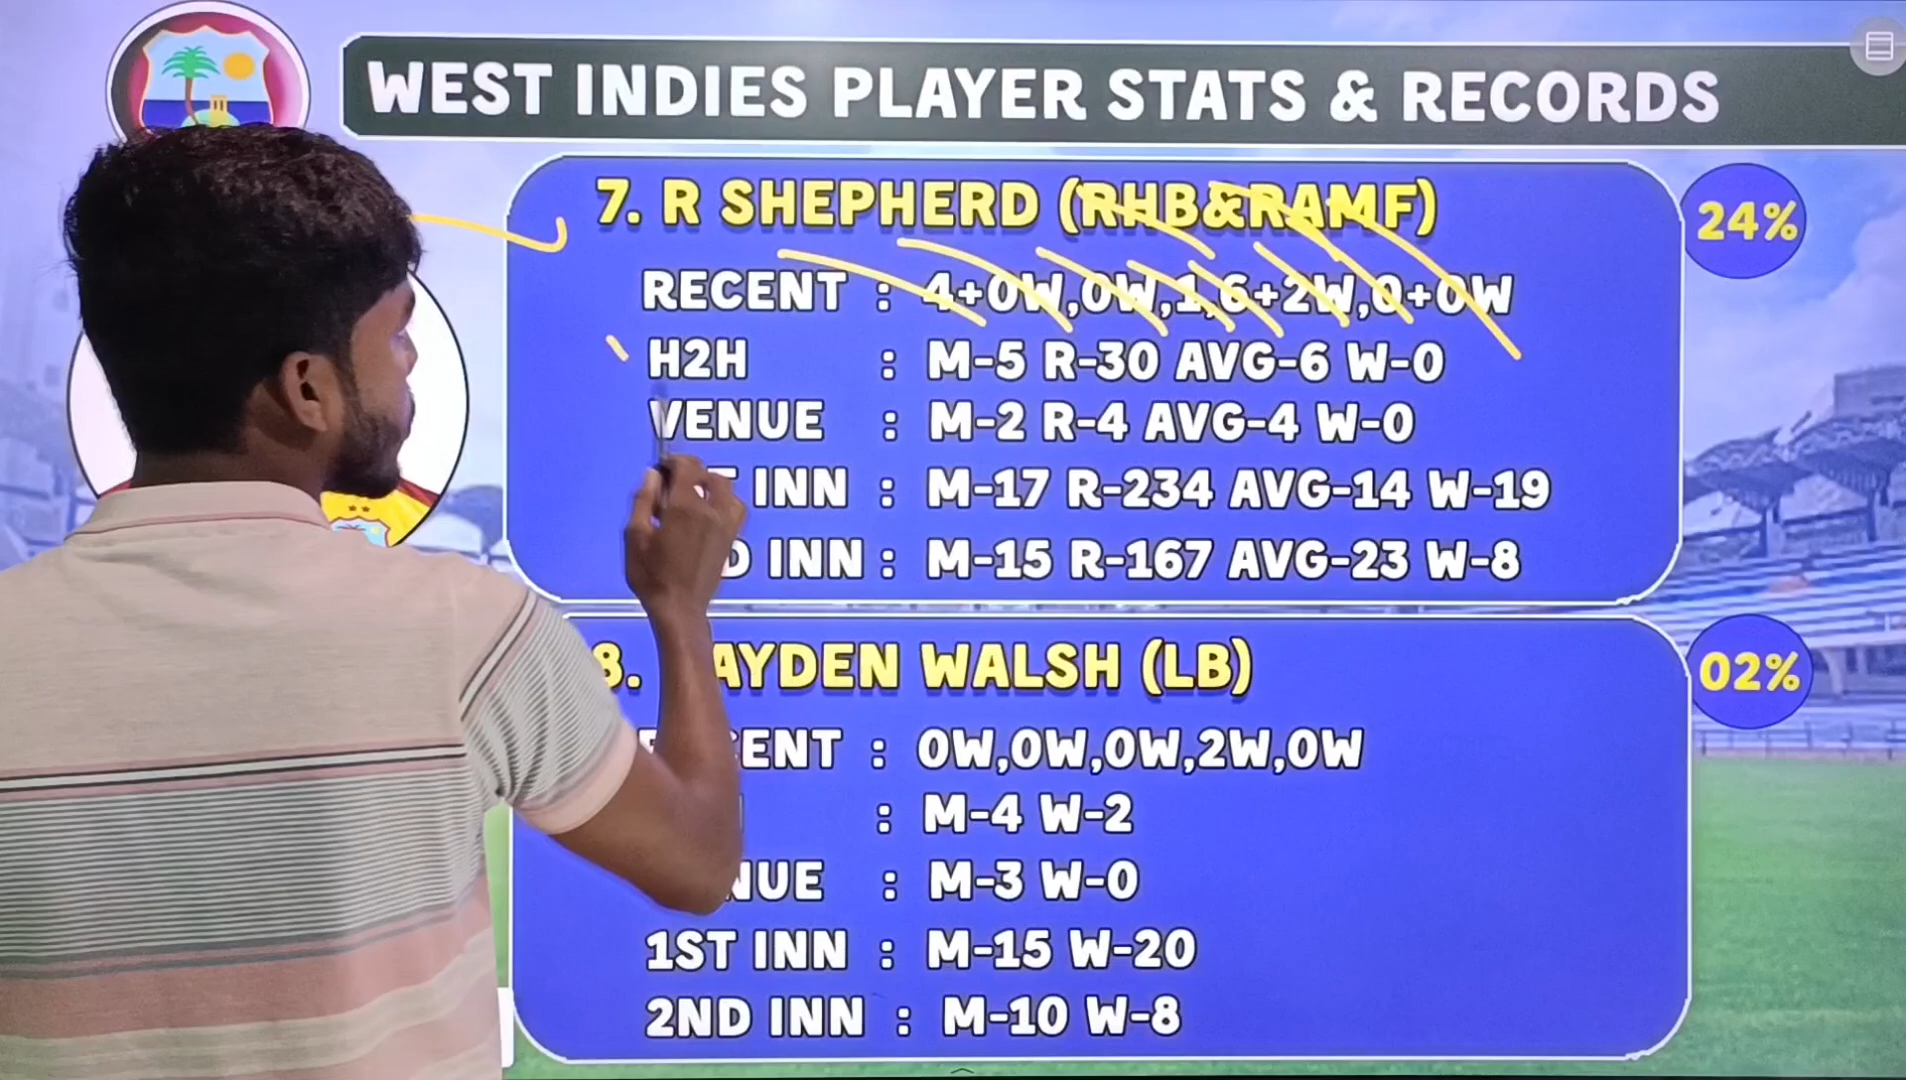 WEST INDIES PLAYER STATS & RECORDS
7. R SHEPHERD (RHB&RAMF)
24%
RECENT : 4+0W,0W,1,6+2W,0+0W
H2H : M-5 R-30 AVG-6 W-0
VENUE : M-2 R-4 AVG-4 W-0
INN : M-17 R-234 AVG-14 W-19
INN : M-15 R-167 AVG-23 W-8
8. AYDEN WALSH (LB)
02%
CENT : 0W,0W,0W,2W,0W
: M-4 W-2
NUE : M-3 W-0
1ST INN : M-15 W-20
2ND INN : M-10 W-8